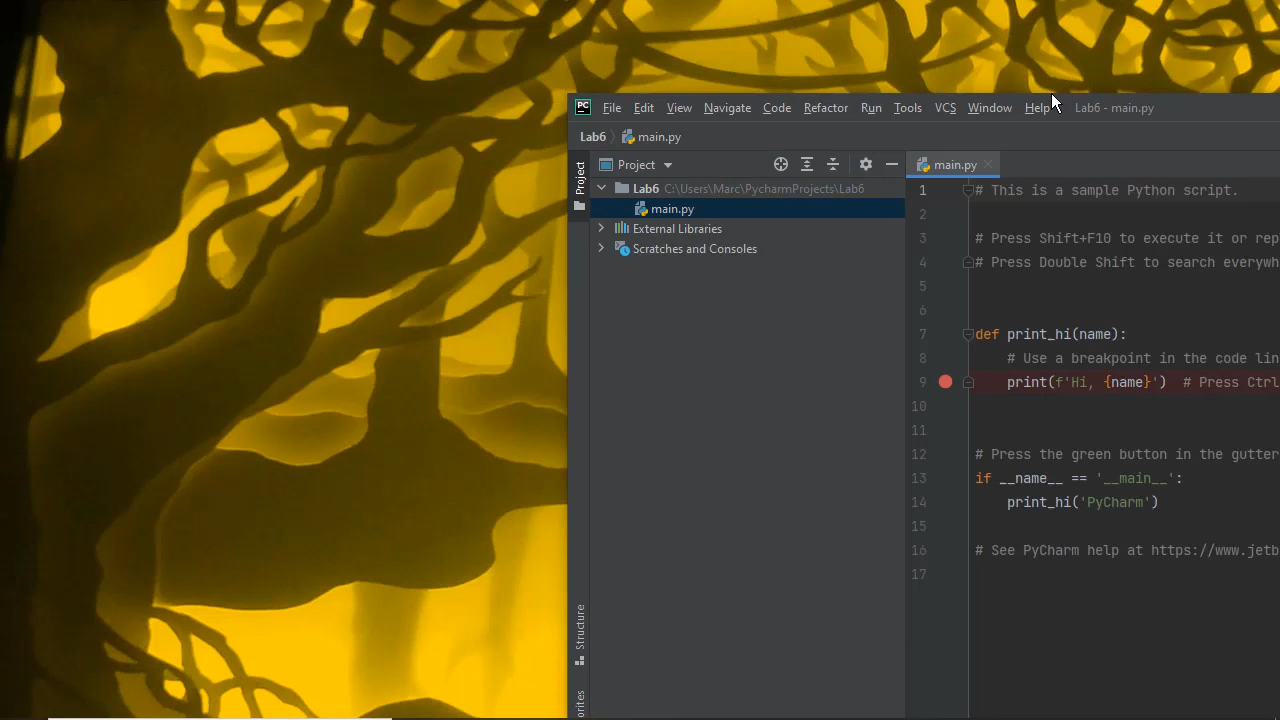 PC File Edit View Navigate Code Refactor Run Tools VCS Window Help Lab6 - main.py
Lab6 main.py
Project
Project
main.py
Lab6 C:\Users\Marc\PycharmProjects\Lab6
main.py
External Libraries
Scratches and Consoles
1 # This is a sample Python script.
2
3 # Press Shift+F10 to execute it or rep
4 # Press Double Shift to search everywh
5
6
7 def print_hi(name):
8 # Use a breakpoint in the code lin
9 print(f'Hi, {name}') # Press Ctrl
10
11
12 # Press the green button in the gutter
13 if __name__ == '__main__':
14 print_hi('PyCharm')
15
16 # See PyCharm help at https://www.jetb
17
Structure
orites